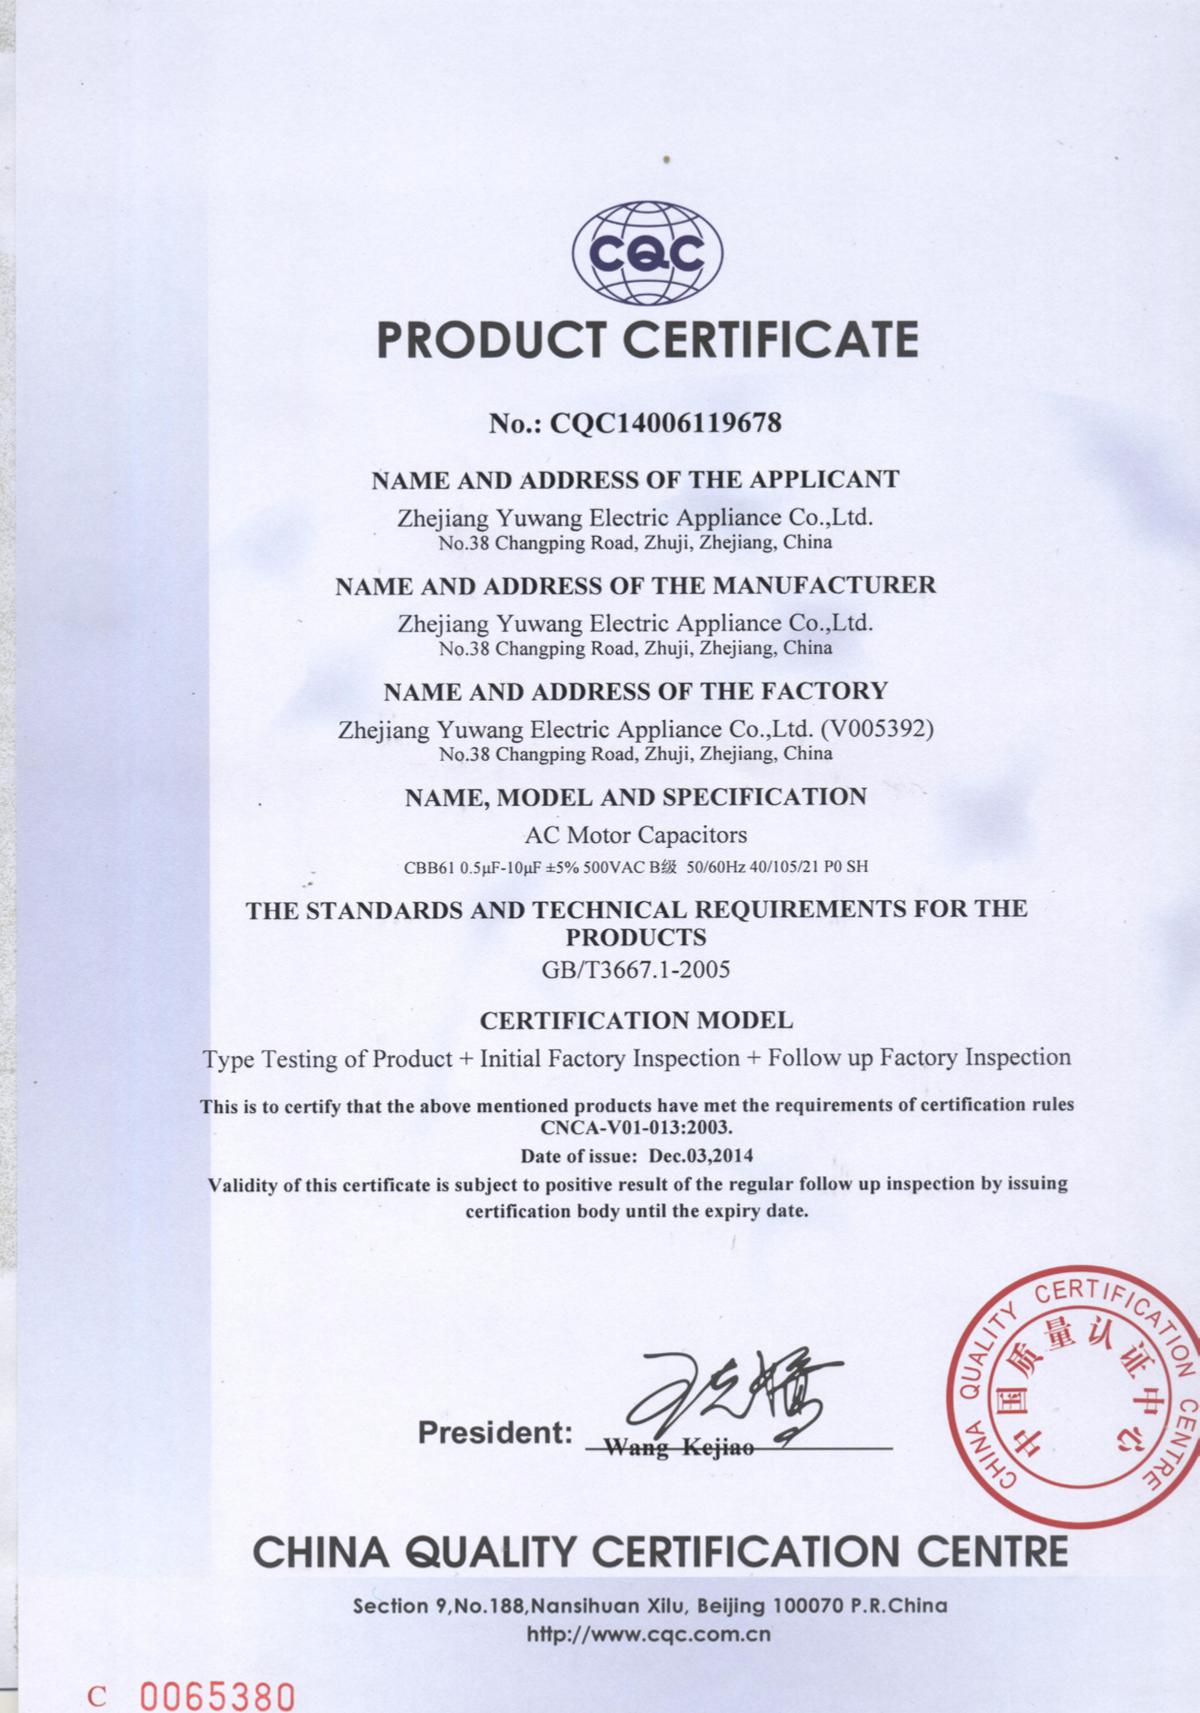 CQC
PRODUCT CERTIFICATE
No.: CQC14006119678
NAME AND ADDRESS OF THE APPLICANT
Zhejiang Yuwang Electric Appliance Co.,Ltd.
No.38 Changping Road, Zhuji, Zhejiang, China
NAME AND ADDRESS OF THE MANUFACTURER
Zhejiang Yuwang Electric Appliance Co.,Ltd.
No.38 Changping Road, Zhuji, Zhejiang, China
NAME AND ADDRESS OF THE FACTORY
Zhejiang Yuwang Electric Appliance Co.,Ltd. (V005392)
No.38 Changping Road, Zhuji, Zhejiang, China
NAME, MODEL AND SPECIFICATION
AC Motor Capacitors
CBB61 0.5μF-10μF ±5% 500VAC B级 50/60Hz 40/105/21 P0 SH
THE STANDARDS AND TECHNICAL REQUIREMENTS FOR THE
PRODUCTS
GB/T3667.1-2005
CERTIFICATION MODEL
Type Testing of Product + Initial Factory Inspection + Follow up Factory Inspection
This is to certify that the above mentioned products have met the requirements of certification rules
CNCA-V01-013:2003.
Date of issue: Dec.03,2014
Validity of this certificate is subject to positive result of the regular follow up inspection by issuing
certification body until the expiry date.
CHINA QUALITY CERTIFICATION CENTRE
中国质量认证中心
President:
Wang Kejiao
CHINA QUALITY CERTIFICATION CENTRE
Section 9,No.188,Nansihuan Xilu, Beijing 100070 P.R.China
http://www.cqc.com.cn
C 0065380